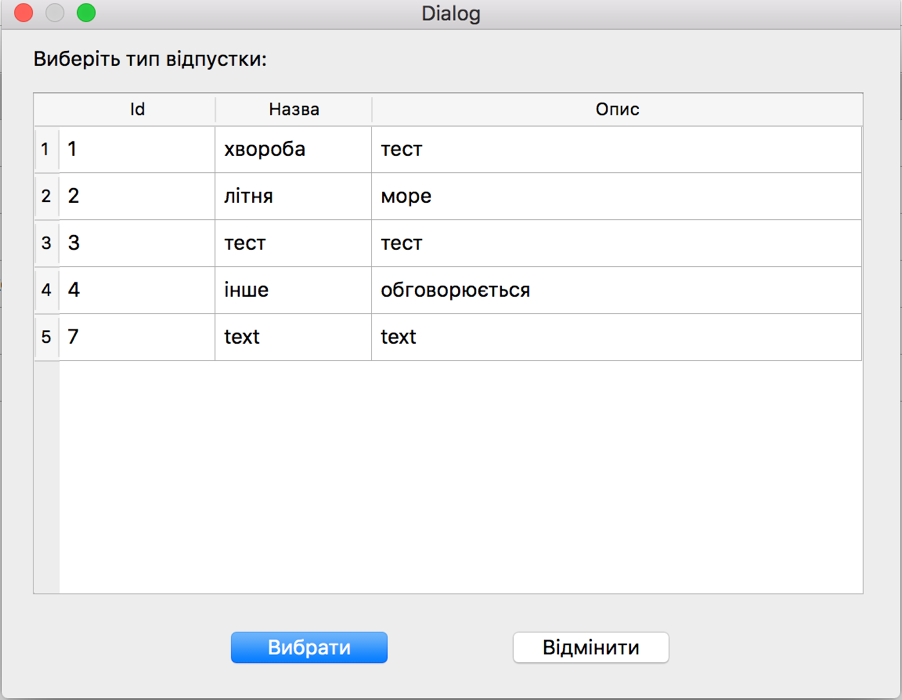 Dialog
Виберіть тип відпустки:
Id Назва Опис
1 1 хвороба тест
2 2 літня море
3 3 тест тест
4 4 інше обговорюється
5 7 text text
Вибрати Відмінити